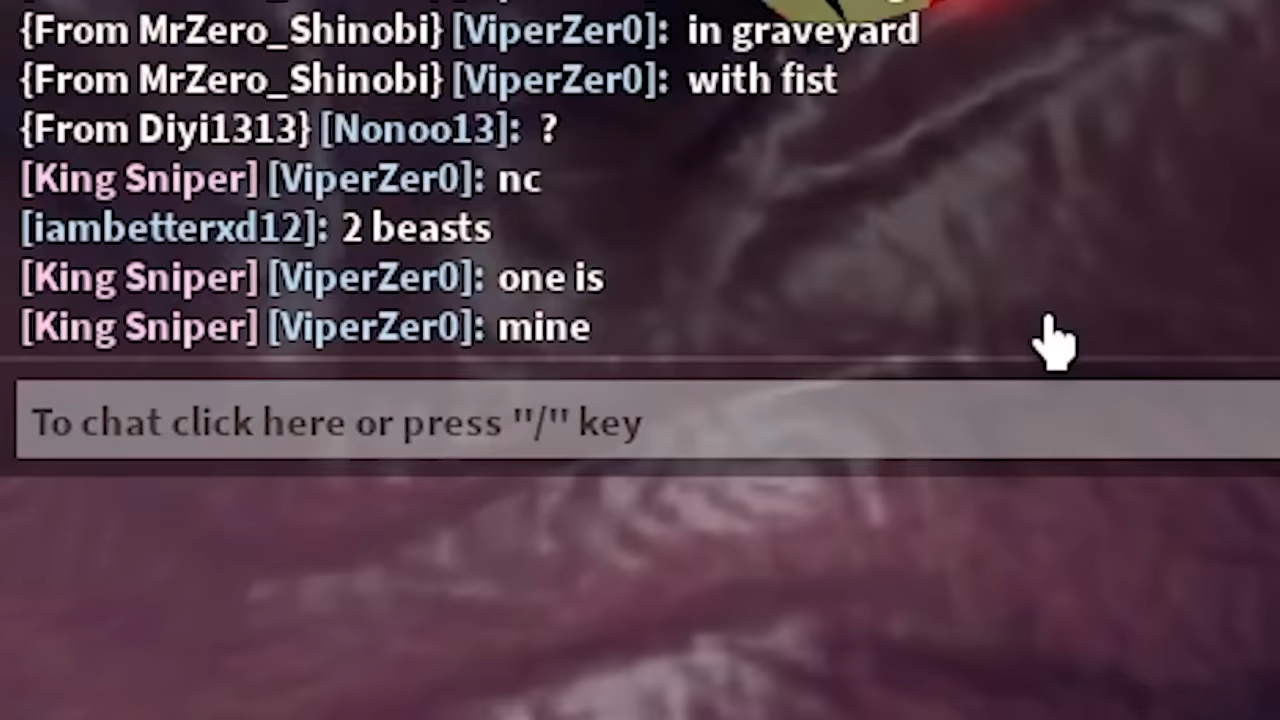 {From MrZero_Shinobi} [ViperZer0]: in graveyard
{From MrZero_Shinobi} [ViperZer0]: with fist
{From Diyi1313} [Nonoo13]: ?
[King Sniper] [ViperZer0]: nc
[iambetterxd12]: 2 beasts
[King Sniper] [ViperZer0]: one is
[King Sniper] [ViperZer0]: mine
To chat click here or press "/" key